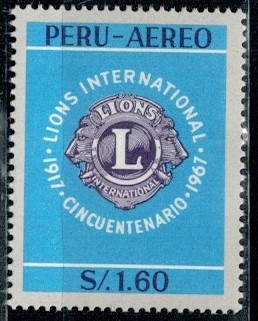 PERU-AEREO
· LIONS INTERNATIONAL ·
1917 · CINCUENTENARIO · 1967
LIONS
L
INTERNATIONAL
S/.1.60